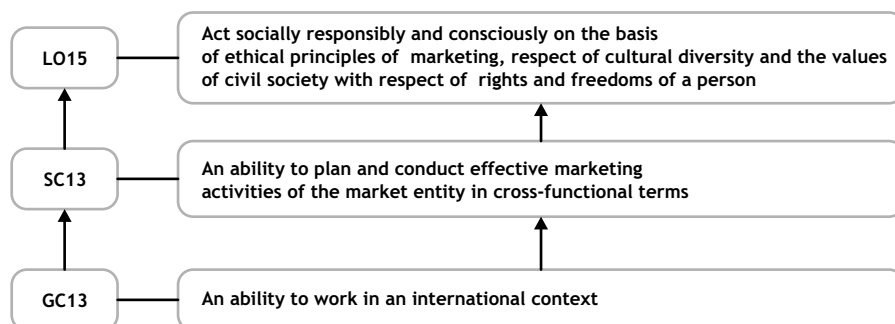 LO15
Act socially responsibly and consciously on the basis
of ethical principles of marketing, respect of cultural diversity and the values
of civil society with respect of rights and freedoms of a person
SC13
An ability to plan and conduct effective marketing
activities of the market entity in cross-functional terms
GC13
An ability to work in an international context